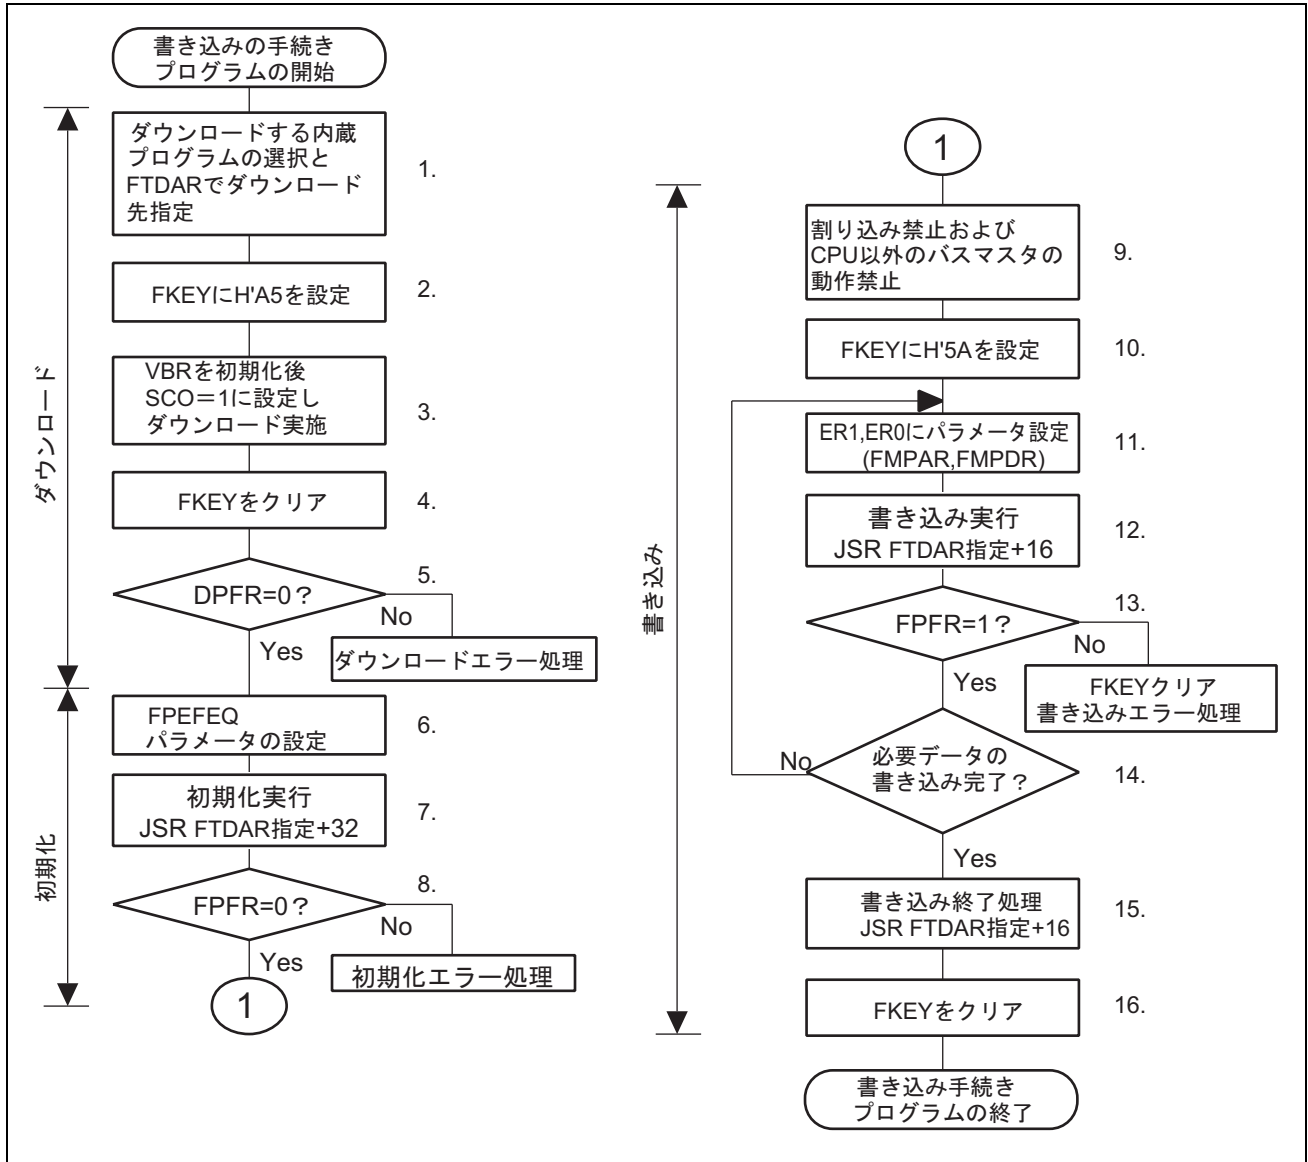 書き込みの手続き
プログラムの開始
ダウンロード
ダウンロードする内蔵
プログラムの選択と
FTDARでダウンロード
先指定
1.
FKEYにH'A5を設定
2.
VBRを初期化後
SCO＝1に設定し
ダウンロード実施
3.
FKEYをクリア
4.
DPFR=0？
5.
No
Yes
ダウンロードエラー処理
初期化
FPEFEQ
パラメータの設定
6.
初期化実行
JSR FTDAR指定+32
7.
FPFR=0？
8.
No
Yes
初期化エラー処理
1
1
書き込み
割り込み禁止および
CPU以外のバスマスタの
動作禁止
9.
FKEYにH'5Aを設定
10.
ER1,ER0にパラメータ設定
(FMPAR,FMPDR)
11.
書き込み実行
JSR FTDAR指定+16
12.
FPFR=1？
13.
No
Yes
FKEYクリア
書き込みエラー処理
必要データの
書き込み完了？
14.
No
Yes
書き込み終了処理
JSR FTDAR指定+16
15.
FKEYをクリア
16.
書き込み手続き
プログラムの終了